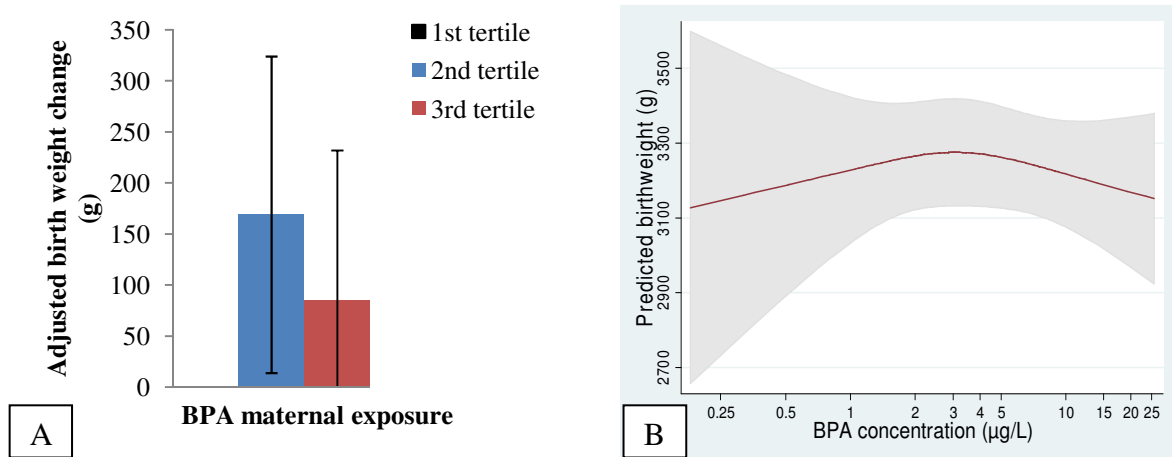 350
300
250
200
150
100
50
0
Adjusted birth weight change
(g)
1st tertile
2nd tertile
3rd tertile
BPA maternal exposure
A
Predicted birthweight (g)
3500
3300
3100
2900
2700
0.25 0.5 1 2 3 4 5 10 15 20 25
BPA concentration (µg/L)
B